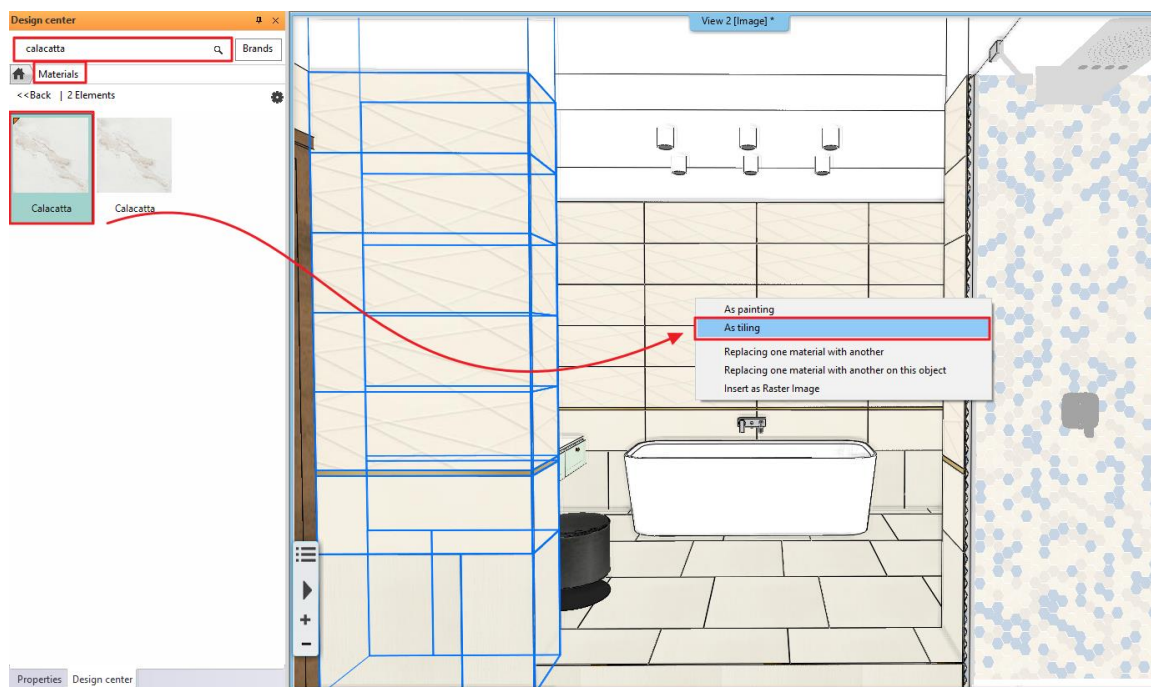 Design center
View 2 [Image] *
calacatta
Brands
Materials
<<Back | 2 Elements
Calacatta
Calacatta
As painting
As tiling
Replacing one material with another
Replacing one material with another on this object
Insert as Raster Image
Properties
Design center